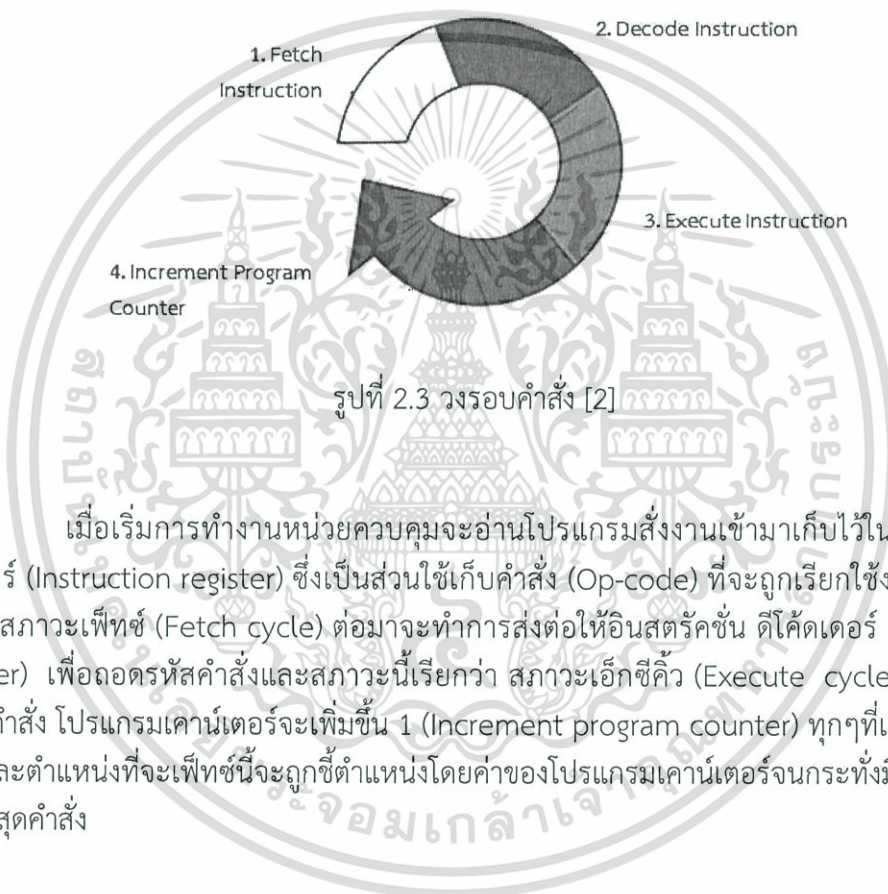 1. Fetch
Instruction
2. Decode Instruction
3. Execute Instruction
4. Increment Program
Counter
รูปที่ 2.3 วงรอบคำสั่ง [2]
เมื่อเริ่มการทำงานหน่วยควบคุมจะอ่านโปรแกรมสั่งงานเข้ามาเก็บไว้ใน
ร์ (Instruction register) ซึ่งเป็นส่วนใช้เก็บคำสั่ง (Op-code) ที่จะถูกเรียกใช้ง
สภาวะเฟ็ทซ์ (Fetch cycle) ต่อมาจะทำการส่งต่อให้อินสตรัคชั่น ดีโค้ดเดอร์
er) เพื่อถอดรหัสคำสั่งและสภาวะนี้เรียกว่า สภาวะเอ็กซีคิ้ว (Execute cycle
คำสั่ง โปรแกรมเคาน์เตอร์จะเพิ่มขึ้น 1 (Increment program counter) ทุกๆที่เ
ละตำแหน่งที่จะเฟ็ทซ์นี้จะถูกชี้ตำแหน่งโดยค่าของโปรแกรมเคาน์เตอร์จนกระทั่งมี
สุดคำสั่ง